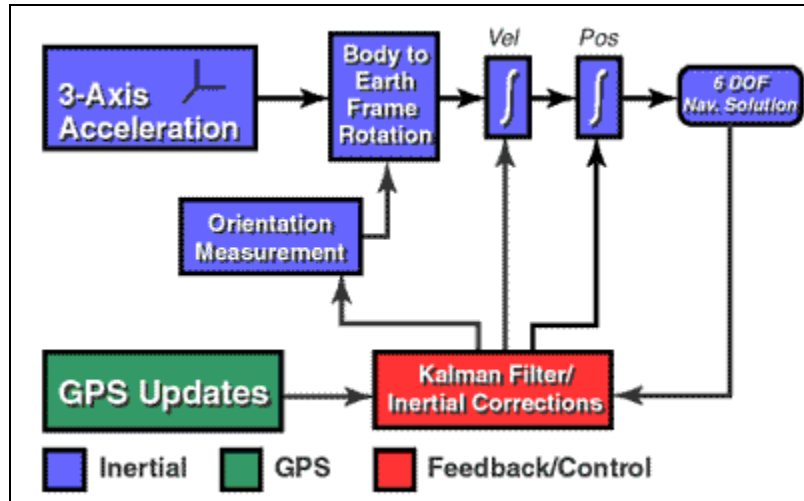 Vel
Pos
3-Axis
Acceleration
Body to
Earth
Frame
Rotation
∫
∫
6 DOF
Nav. Solution
Orientation
Measurement
GPS Updates
Kalman Filter/
Inertial Corrections
Inertial
GPS
Feedback/Control